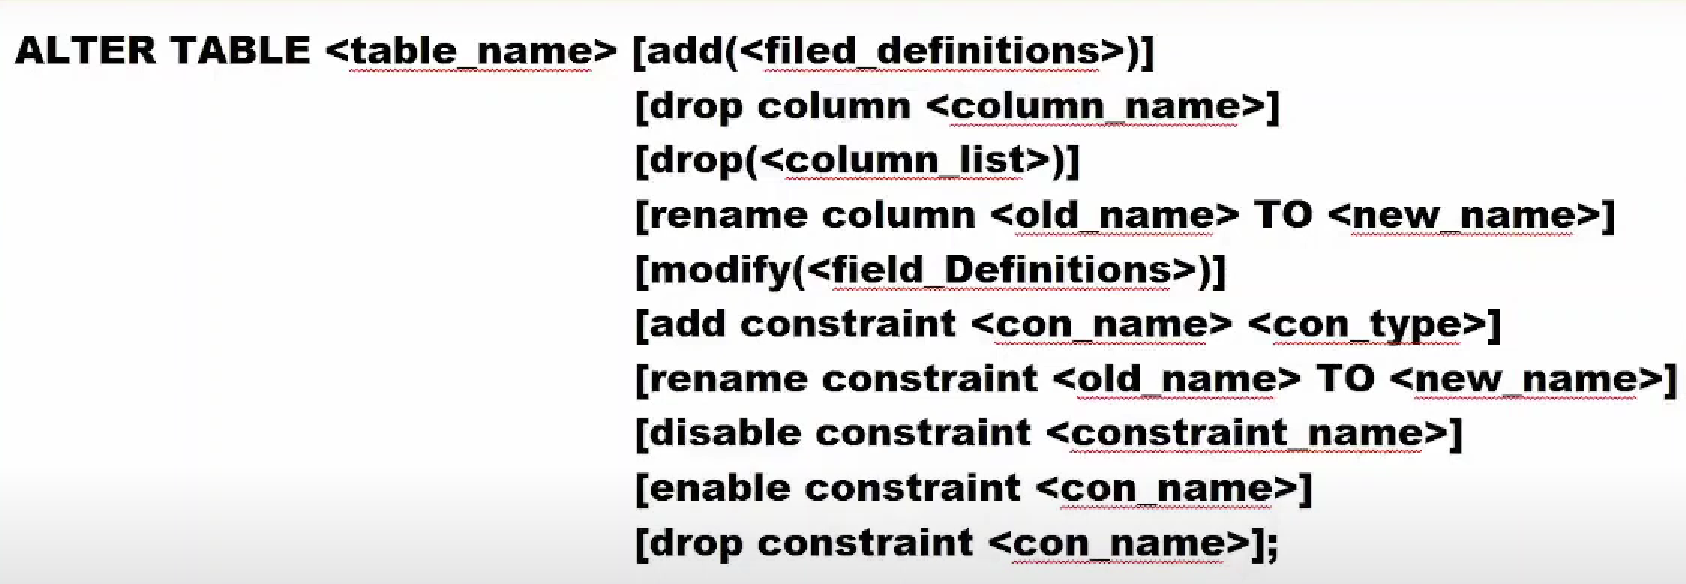 ALTER TABLE <table_name> [add(<filed_definitions>)]
[drop column <column_name>]
[drop(<column_list>)]
[rename column <old_name> TO <new_name>]
[modify(<field_Definitions>)]
[add constraint <con_name> <con_type>]
[rename constraint <old_name> TO <new_name>]
[disable constraint <constraint_name>]
[enable constraint <con_name>]
[drop constraint <con_name>];